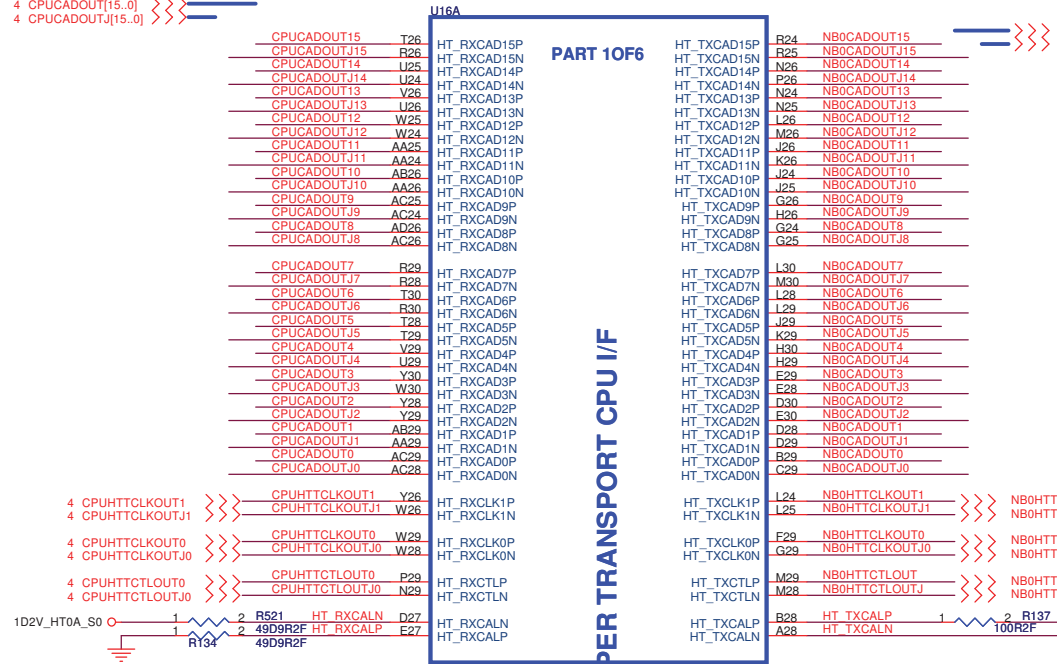 4 CPUCADOUT[15..0]
4 CPUCADOUTJ[15..0]
U16A
PART 1OF6
CPUCADOUT15 T26 HT_RXCAD15P HT_TXCAD15P R24 NB0CADOUT15
CPUCADOUTJ15 R26 HT_RXCAD15N HT_TXCAD15N R25 NB0CADOUTJ15
CPUCADOUT14 U25 HT_RXCAD14P HT_TXCAD14P N26 NB0CADOUT14
CPUCADOUTJ14 U24 HT_RXCAD14N HT_TXCAD14N P26 NB0CADOUTJ14
CPUCADOUT13 V26 HT_RXCAD13P HT_TXCAD13P N24 NB0CADOUT13
CPUCADOUTJ13 U26 HT_RXCAD13N HT_TXCAD13N N25 NB0CADOUTJ13
CPUCADOUT12 W25 HT_RXCAD12P HT_TXCAD12P L26 NB0CADOUT12
CPUCADOUTJ12 W24 HT_RXCAD12N HT_TXCAD12N M26 NB0CADOUTJ12
CPUCADOUT11 AA25 HT_RXCAD11P HT_TXCAD11P J26 NB0CADOUT11
CPUCADOUTJ11 AA24 HT_RXCAD11N HT_TXCAD11N K26 NB0CADOUTJ11
CPUCADOUT10 AB26 HT_RXCAD10P HT_TXCAD10P J24 NB0CADOUT10
CPUCADOUTJ10 AA26 HT_RXCAD10N HT_TXCAD10N J25 NB0CADOUTJ10
CPUCADOUT9 AC25 HT_RXCAD9P HT_TXCAD9P G26 NB0CADOUT9
CPUCADOUTJ9 AC24 HT_RXCAD9N HT_TXCAD9N H26 NB0CADOUTJ9
CPUCADOUT8 AD26 HT_RXCAD8P HT_TXCAD8P G24 NB0CADOUT8
CPUCADOUTJ8 AC26 HT_RXCAD8N HT_TXCAD8N G25 NB0CADOUTJ8
CPUCADOUT7 R29 HT_RXCAD7P HT_TXCAD7P L30 NB0CADOUT7
CPUCADOUTJ7 R28 HT_RXCAD7N HT_TXCAD7N M30 NB0CADOUTJ7
CPUCADOUT6 T30 HT_RXCAD6P HT_TXCAD6P L28 NB0CADOUT6
CPUCADOUTJ6 R30 HT_RXCAD6N HT_TXCAD6N L29 NB0CADOUTJ6
CPUCADOUT5 T28 HT_RXCAD5P HT_TXCAD5P J29 NB0CADOUT5
CPUCADOUTJ5 T29 HT_RXCAD5N HT_TXCAD5N K29 NB0CADOUTJ5
CPUCADOUT4 V29 HT_RXCAD4P HT_TXCAD4P H30 NB0CADOUT4
CPUCADOUTJ4 U29 HT_RXCAD4N HT_TXCAD4N H29 NB0CADOUTJ4
CPUCADOUT3 Y30 HT_RXCAD3P HT_TXCAD3P E29 NB0CADOUT3
CPUCADOUTJ3 W30 HT_RXCAD3N HT_TXCAD3N E28 NB0CADOUTJ3
CPUCADOUT2 Y28 HT_RXCAD2P HT_TXCAD2P D30 NB0CADOUT2
CPUCADOUTJ2 Y29 HT_RXCAD2N HT_TXCAD2N E30 NB0CADOUTJ2
CPUCADOUT1 AB29 HT_RXCAD1P HT_TXCAD1P D28 NB0CADOUT1
CPUCADOUTJ1 AA29 HT_RXCAD1N HT_TXCAD1N D29 NB0CADOUTJ1
CPUCADOUT0 AC29 HT_RXCAD0P HT_TXCAD0P B29 NB0CADOUT0
CPUCADOUTJ0 AC28 HT_RXCAD0N HT_TXCAD0N C29 NB0CADOUTJ0
PER TRANSPORT CPU I/F
4 CPUHTTCLKOUT1 CPUHTTCLKOUT1 Y26 HT_RXCLK1P HT_TXCLK1P L24 NB0HTTCLKOUT1 NB0HTT
4 CPUHTTCLKOUTJ1 CPUHTTCLKOUTJ1 W26 HT_RXCLK1N HT_TXCLK1N L25 NB0HTTCLKOUTJ1 NB0HTT
4 CPUHTTCLKOUT0 CPUHTTCLKOUT0 W29 HT_RXCLK0P HT_TXCLK0P F29 NB0HTTCLKOUT0 NB0HTT
4 CPUHTTCLKOUTJ0 CPUHTTCLKOUTJ0 W28 HT_RXCLK0N HT_TXCLK0N G29 NB0HTTCLKOUTJ0 NB0HTT
4 CPUHTTCTLOUT0 CPUHTTCTLOUT0 P29 HT_RXCTLP HT_TXCTLP M29 NB0HTTCTLOUT NB0HTT
4 CPUHTTCTLOUTJ0 CPUHTTCTLOUTJ0 N29 HT_RXCTLN HT_TXCTLN M28 NB0HTTCTLOUTJ NB0HTT
1D2V_HT0A_S0 1 2 R521 HT_RXCALN D27 HT_RXCALN HT_TXCALP B28 HT_TXCALP 1 2 R137
1 2 49D9R2F HT_RXCALP E27 HT_RXCALP HT_TXCALN A28 HT_TXCALN 100R2F
R134 49D9R2F